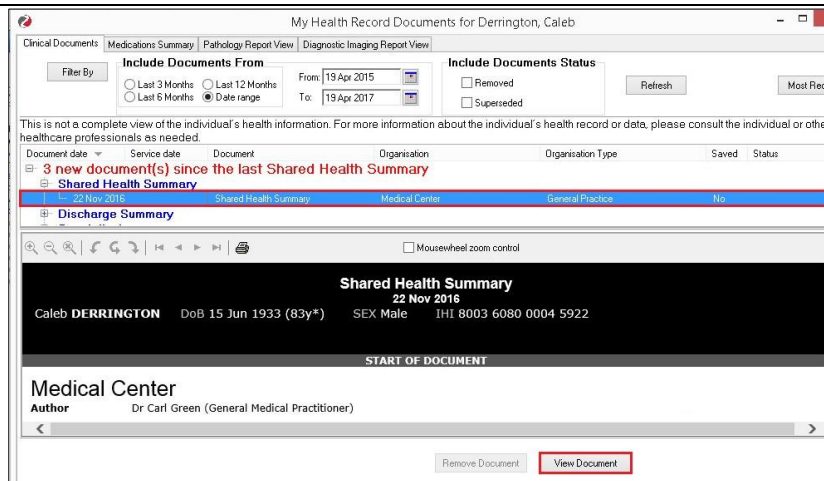 My Health Record Documents for Derrington, Caleb
Clinical Documents Medications Summary Pathology Report View Diagnostic Imaging Report View
Filter By
Include Documents From
Last 3 Months Last 12 Months
Last 6 Months Date range
From: 19 Apr 2015
To: 19 Apr 2017
Include Documents Status
Removed
Superseded
Refresh
Most Rec
This is not a complete view of the individual's health information. For more information about the individual's health record or data, please consult the individual or othe
healthcare professionals as needed.
Document date Service date Document Organisation Organisation Type Saved Status
3 new document(s) since the last Shared Health Summary
Shared Health Summary
22 Nov 2016 Shared Health Summary Medical Center General Practice No
Discharge Summary
Mousewheel zoom control
Shared Health Summary
22 Nov 2016
Caleb DERRINGTON DoB 15 Jun 1933 (83y*) SEX Male IHI 8003 6080 0004 5922
START OF DOCUMENT
Medical Center
Author Dr Carl Green (General Medical Practitioner)
Remove Document View Document